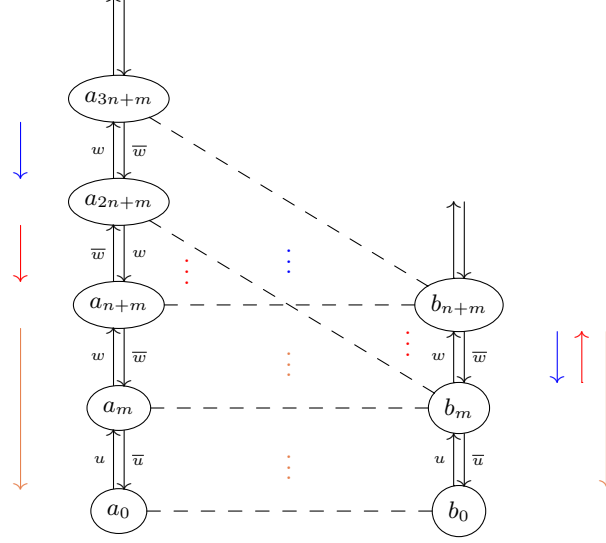 a_{3n+m}
w \overline{w}
a_{2n+m}
\overline{w} w
a_{n+m} b_{n+m}
w \overline{w} w \overline{w}
a_m b_m
u \overline{u} u \overline{u}
a_0 b_0